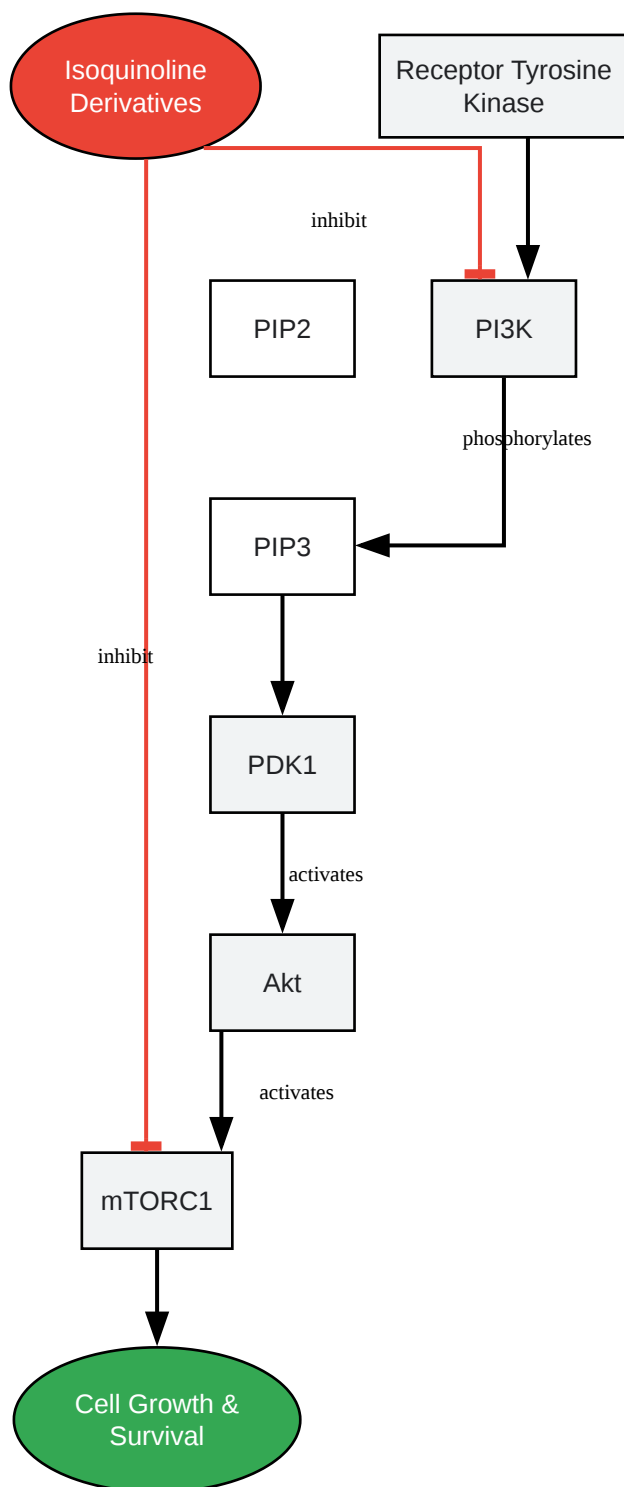 Isoquinoline
Derivatives
Receptor Tyrosine
Kinase
inhibit
PIP2
PI3K
phosphorylates
PIP3
inhibit
PDK1
activates
Akt
activates
mTORC1
Cell Growth &
Survival